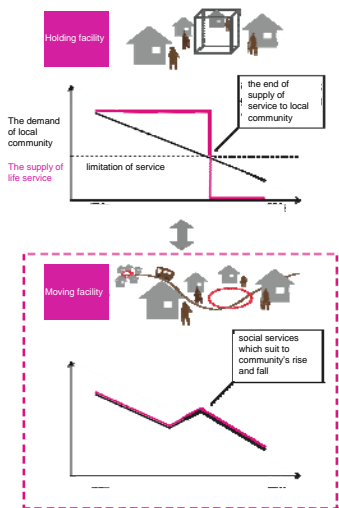 Holding facility
the end of
supply of
service to local
community
The demand
of local
community
The supply of
life service
limitation of service
Moving facility
social services
which suit to
community's rise
and fall